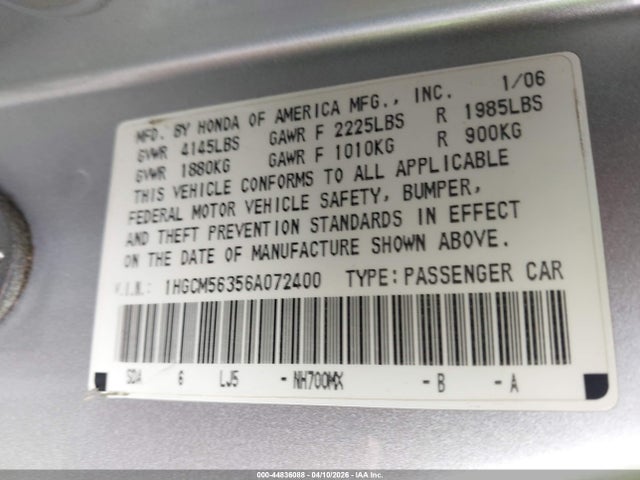 MFD. BY HONDA OF AMERICA MFG., INC. 1/06
GVWR 4145LBS GAWR F 2225LBS R 1985LBS
GVWR 1880KG GAWR F 1010KG R 900KG
THIS VEHICLE CONFORMS TO ALL APPLICABLE
FEDERAL MOTOR VEHICLE SAFETY, BUMPER,
AND THEFT PREVENTION STANDARDS IN EFFECT
ON THE DATE OF MANUFACTURE SHOWN ABOVE.
V.I.N.: 1HGCM56356A072400 TYPE: PASSENGER CAR
SDA 6 LJ5 - NH700MX - B - A
000-44836088 - 04/10/2026 - IAA Inc.